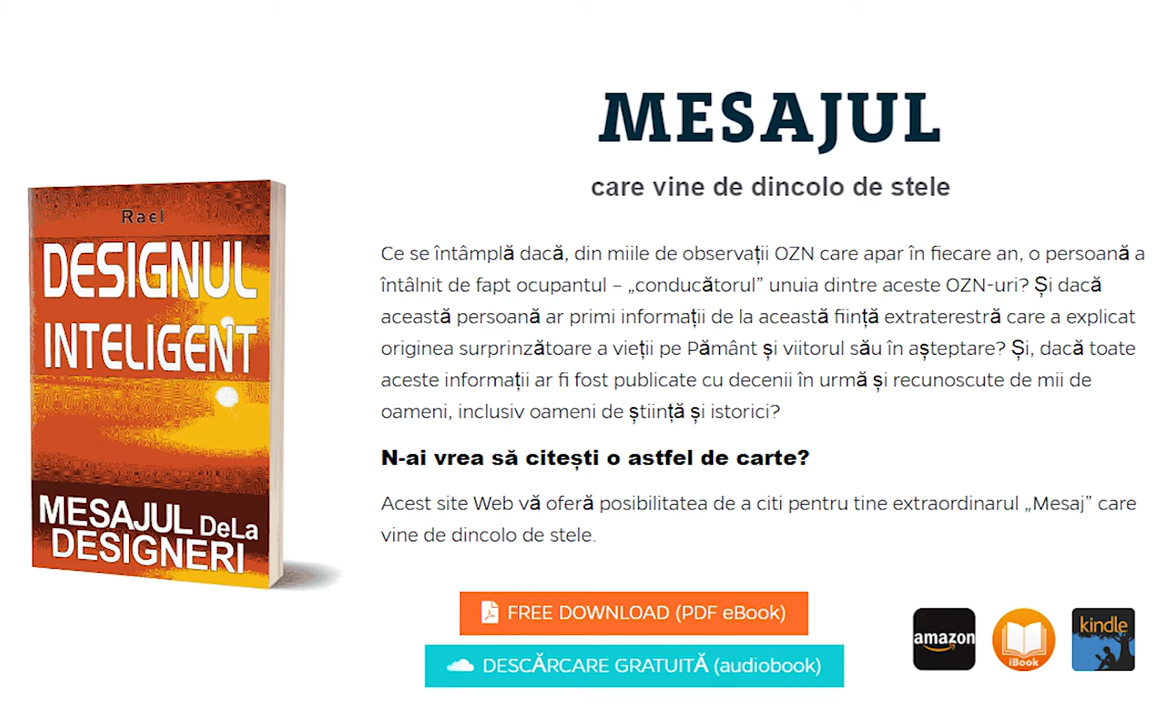 MESAJUL
care vine de dincolo de stele
Rael
DESIGNUL
INTELIGENT
MESAJUL DeLa
DESIGNERI
Ce se întâmplă dacă, din miile de observații OZN care apar în fiecare an, o persoană a
întâlnit de fapt ocupantul – „conducătorul” unuia dintre aceste OZN-uri? Și dacă
această persoană ar primi informații de la această ființă extraterestră care a explicat
originea surprinzătoare a vieții pe Pământ și viitorul său în așteptare? Și, dacă toate
aceste informații ar fi fost publicate cu decenii în urmă și recunoscute de mii de
oameni, inclusiv oameni de știință și istorici?
N-ai vrea să citești o astfel de carte?
Acest site Web vă oferă posibilitatea de a citi pentru tine extraordinarul „Mesaj” care
vine de dincolo de stele.
FREE DOWNLOAD (PDF eBook)
DESCĂRCARE GRATUITĂ (audiobook)
amazon
iBook
kindle